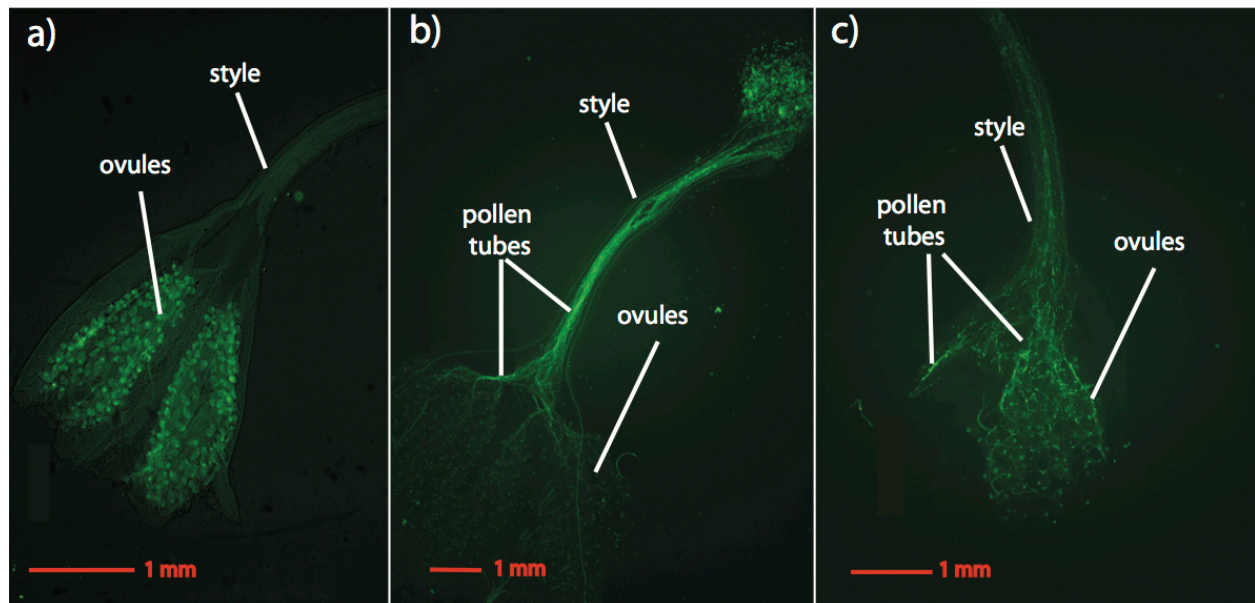 a)
style
ovules
1 mm
b)
style
pollen
tubes
ovules
1 mm
c)
style
pollen
tubes
ovules
1 mm